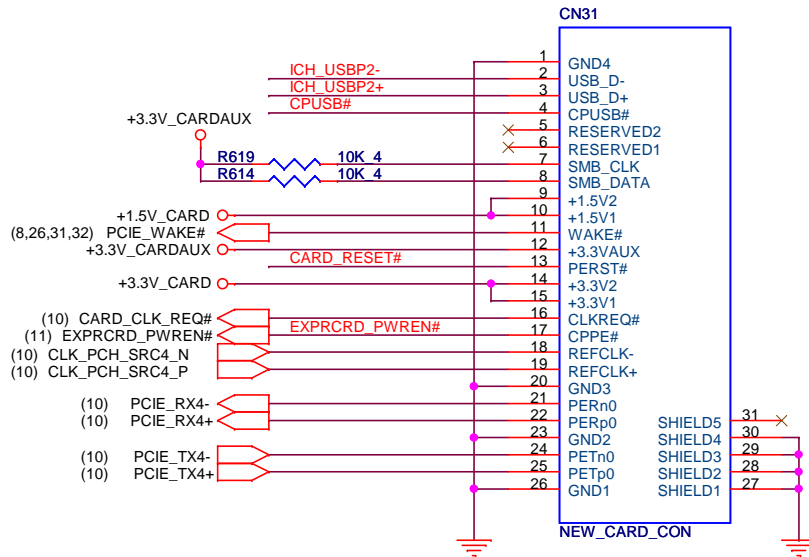 CN31
1 GND4
ICH_USBP2- 2 USB_D-
ICH_USBP2+ 3 USB_D+
CPUSB# 4 CPUSB#
+3.3V_CARDAUX
5 RESERVED2
6 RESERVED1
R619 10K_4 7 SMB_CLK
R614 10K_4 8 SMB_DATA
9 +1.5V2
+1.5V_CARD 10 +1.5V1
(8,26,31,32) PCIE_WAKE# 11 WAKE#
+3.3V_CARDAUX 12 +3.3VAUX
CARD_RESET# 13 PERST#
+3.3V_CARD 14 +3.3V2
15 +3.3V1
(10) CARD_CLK_REQ# 16 CLKREQ#
(11) EXPRCRD_PWREN# EXPRCRD_PWREN# 17 CPPE#
(10) CLK_PCH_SRC4_N 18 REFCLK-
(10) CLK_PCH_SRC4_P 19 REFCLK+
20 GND3
(10) PCIE_RX4- 21 PERn0
(10) PCIE_RX4+ 22 PERp0 SHIELD5 31
23 GND2 SHIELD4 30
(10) PCIE_TX4- 24 PETn0 SHIELD3 29
(10) PCIE_TX4+ 25 PETp0 SHIELD2 28
26 GND1 SHIELD1 27
NEW_CARD_CON